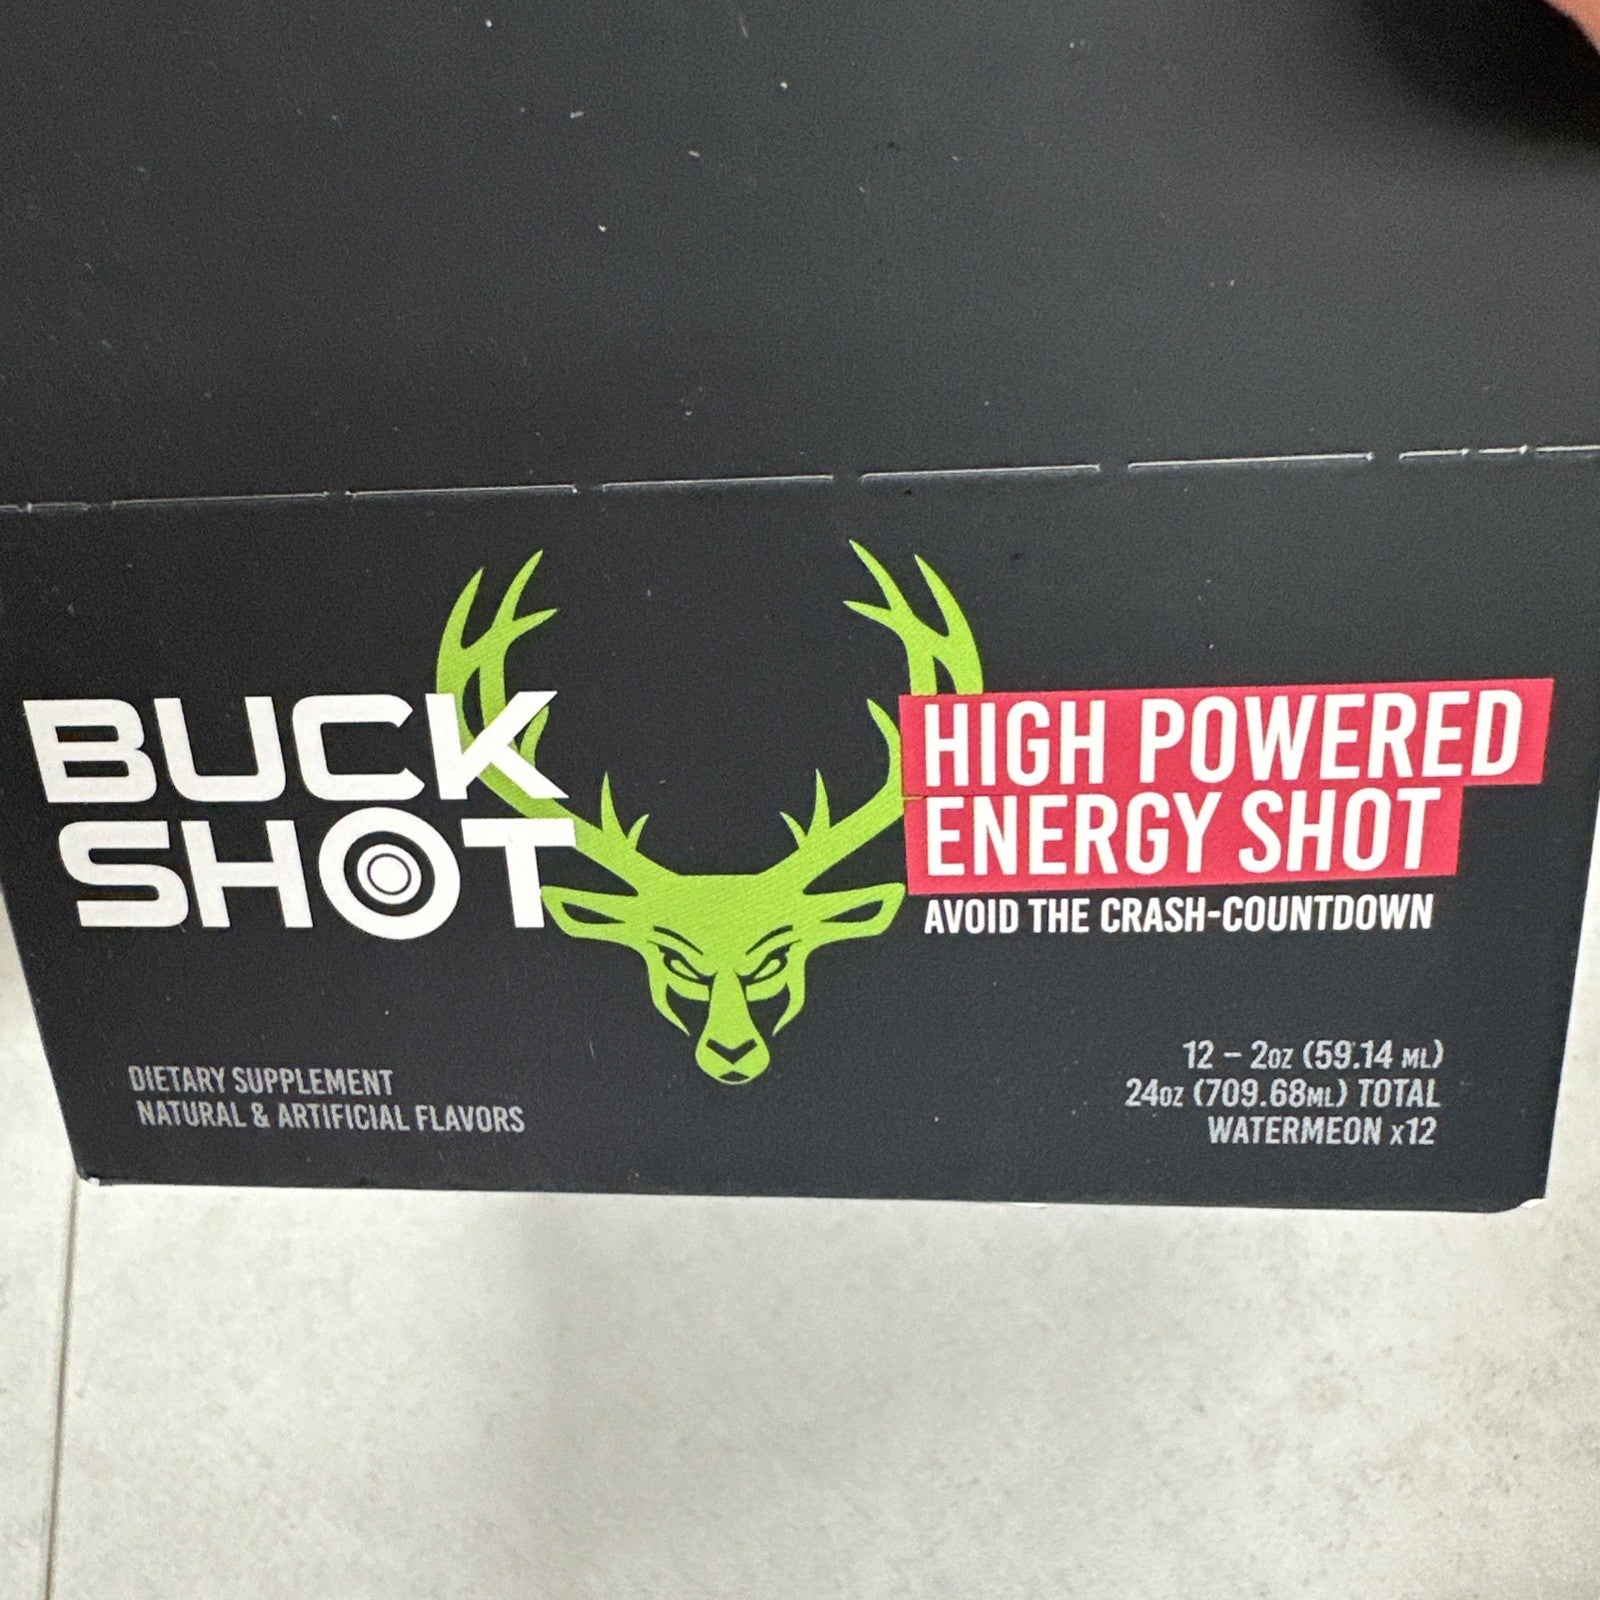 BUCK
SHOT
HIGH POWERED
ENERGY SHOT
AVOID THE CRASH-COUNTDOWN
DIETARY SUPPLEMENT
NATURAL & ARTIFICIAL FLAVORS
12 – 2OZ (59.14 ML)
24OZ (709.68ML) TOTAL
WATERMEON X12